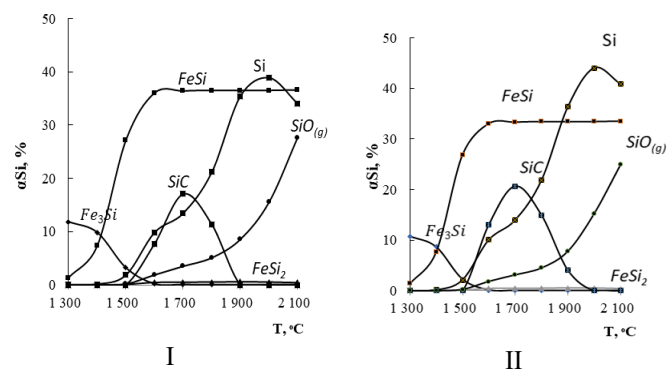 αSi, %
50
40
30
20
10
0
FeSi
Si
SiO(g)
SiC
Fe3Si
FeSi2
1 300
1 500
1 700
1 900
2 100
T, °C
I
αSi, %
50
40
30
20
10
0
Si
FeSi
SiO(g)
SiC
Fe3Si
FeSi2
1 300
1 500
1 700
1 900
2 100
T, °C
II